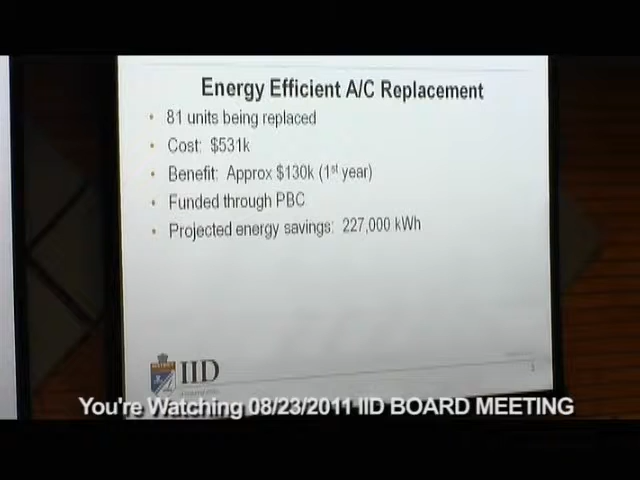 Energy Efficient A/C Replacement
• 81 units being replaced
• Cost: $531k
• Benefit: Approx $130k (1st year)
• Funded through PBC
• Projected energy savings: 227,000 kWh
IID
1
You're Watching 08/23/2011 IID BOARD MEETING